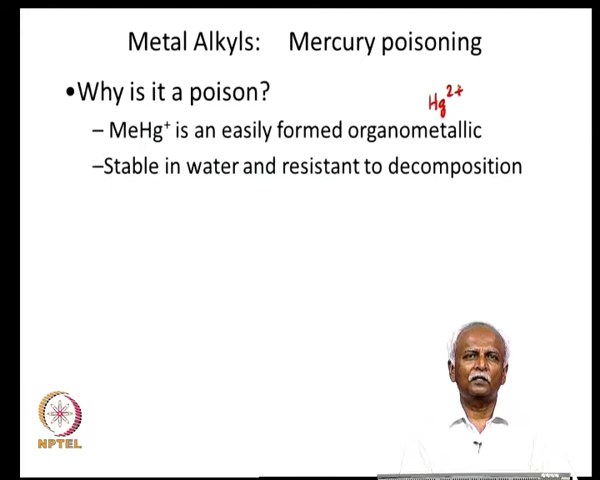 Metal Alkyls: Mercury poisoning
•Why is it a poison?
Hg2+
– MeHg+ is an easily formed organometallic
–Stable in water and resistant to decomposition
NPTEL